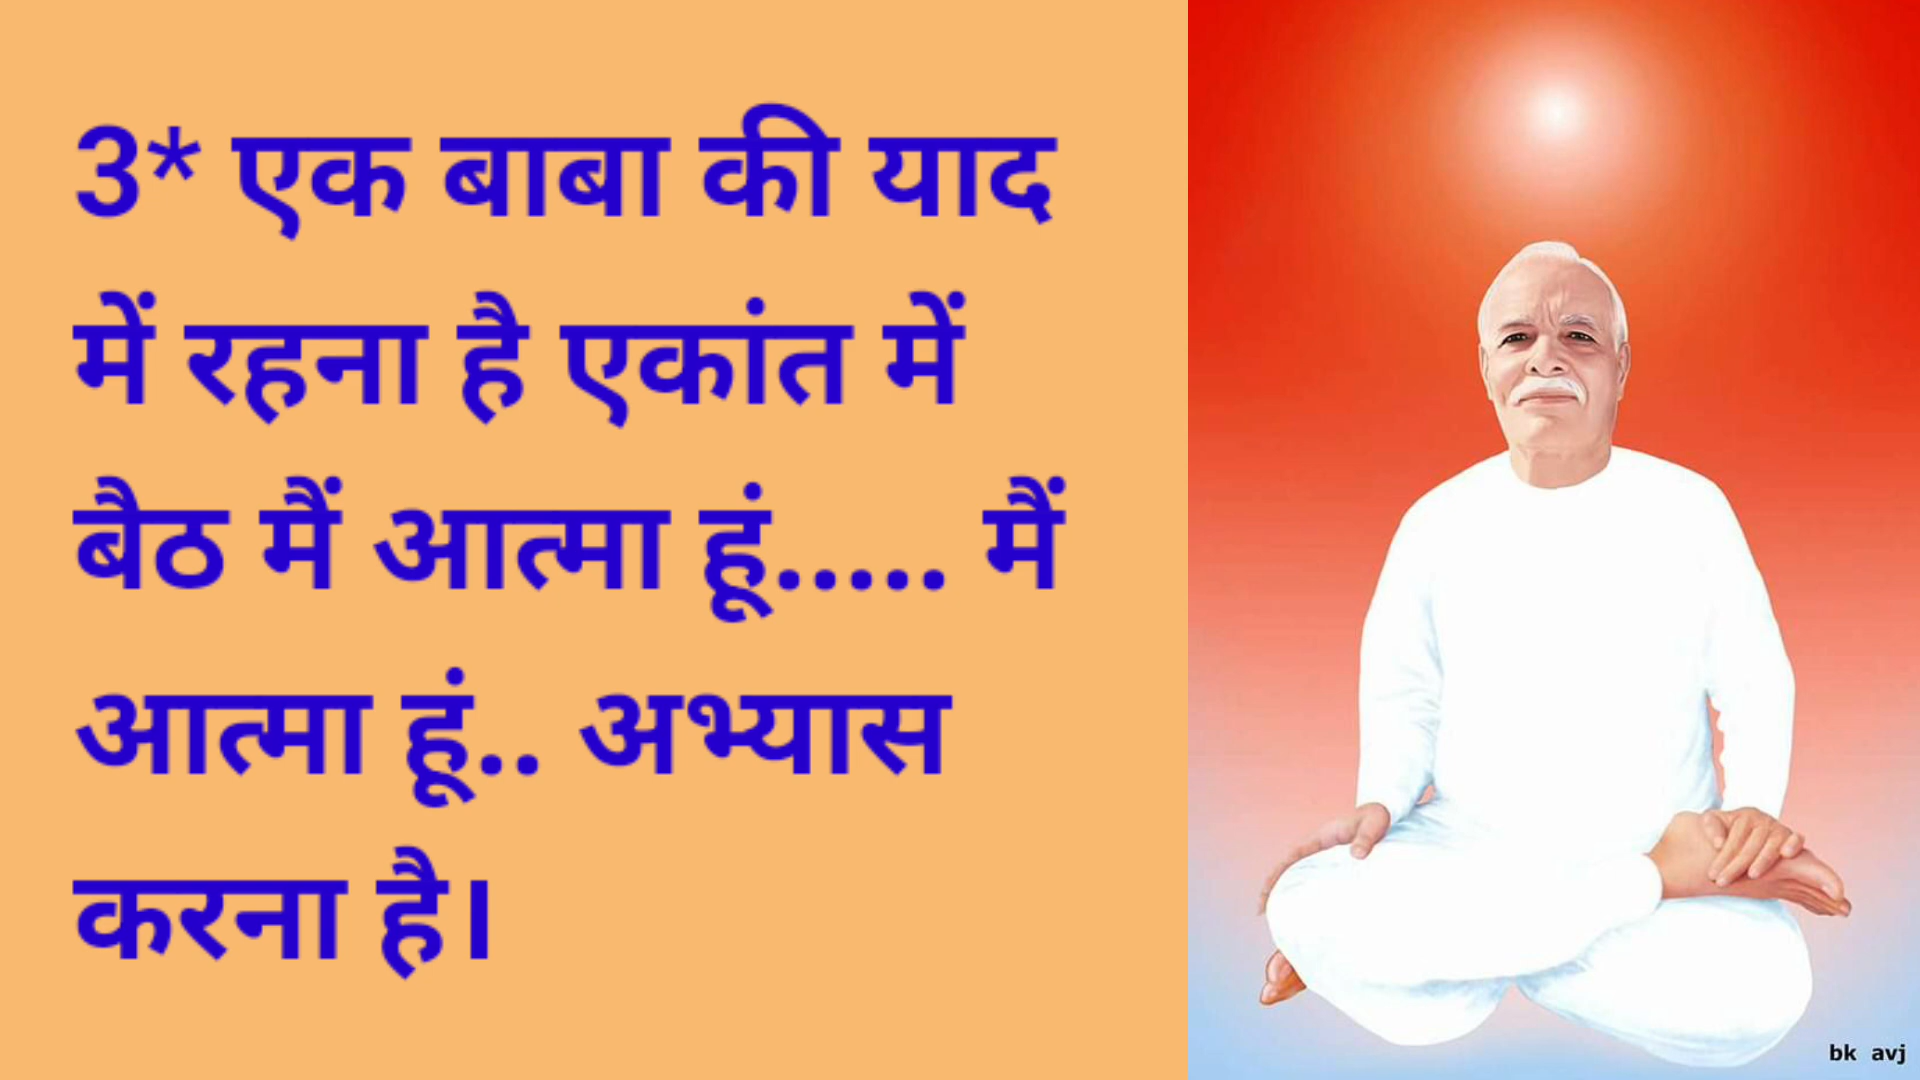 3* एक बाबा की याद
में रहना है एकांत में
बैठ मैं आत्मा हूं..... मैं
आत्मा हूं.. अभ्यास
करना है।
bk avj